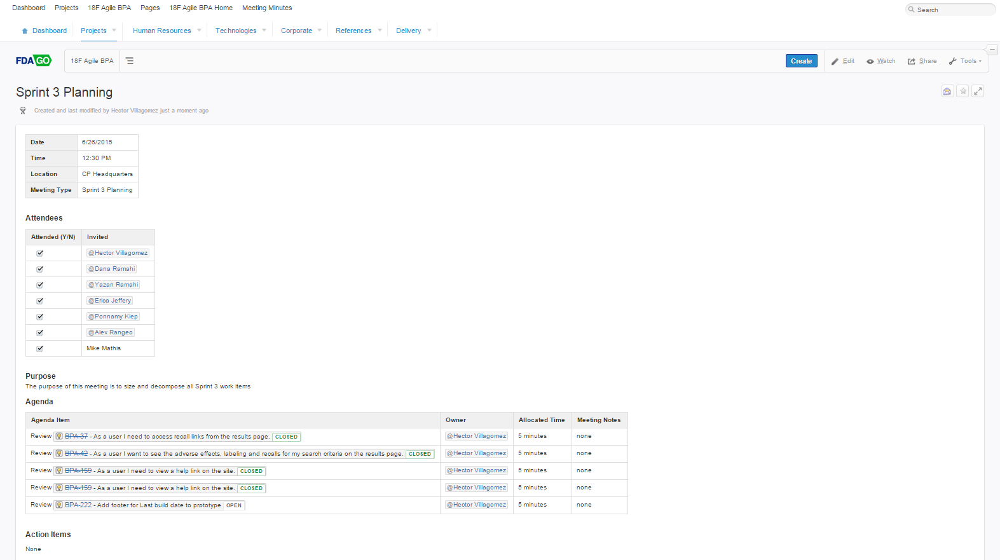 Dashboard Projects 18F Agile BPA Pages 18F Agile BPA Home Meeting Minutes Search
Dashboard Projects Human Resources Technologies Corporate References Delivery
FDA GO 18F Agile BPA Create Edit Watch Share Tools
Sprint 3 Planning
Created and last modified by Hector Villagomez just a moment ago
Date 6/26/2015
Time 12:30 PM
Location CP Headquarters
Meeting Type Sprint 3 Planning
Attendees
Attended (Y/N) Invited
@Hector Villagomez
@Dana Ramahi
@Yazan Ramahi
@Erica Jeffery
@Ponnamy Kiep
@Alex Rangeo
Mike Mathis
Purpose
The purpose of this meeting is to size and decompose all Sprint 3 work items
Agenda
Agenda Item Owner Allocated Time Meeting Notes
Review BPA-37 - As a user I need to access recall links from the results page. CLOSED @Hector Villagomez 5 minutes none
Review BPA-42 - As a user I want to see the adverse effects, labeling and recalls for my search criteria on the results page. CLOSED @Hector Villagomez 5 minutes none
Review BPA-159 - As a user I need to view a help link on the site. CLOSED @Hector Villagomez 5 minutes none
Review BPA-159 - As a user I need to view a help link on the site. CLOSED @Hector Villagomez 5 minutes none
Review BPA-222 - Add footer for Last build date to prototype OPEN @Hector Villagomez 5 minutes none
Action Items
None